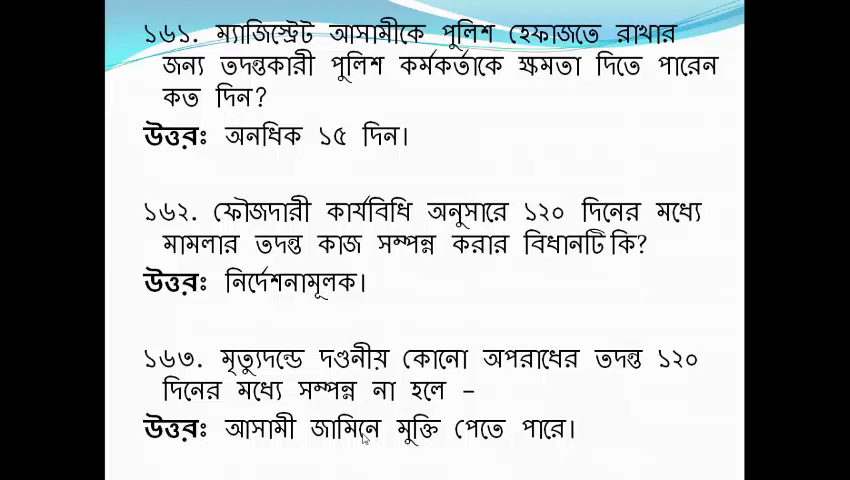 ১৬১. ম্যাজিস্ট্রেট আসামীকে পুলিশ হেফাজতে রাখার
জন্য তদন্তকারী পুলিশ কর্মকর্তাকে ক্ষমতা দিতে পারেন
কত দিন?
উত্তরঃ অনধিক ১৫ দিন।
১৬২. ফৌজদারী কার্যবিধি অনুসারে ১২০ দিনের মধ্যে
মামলার তদন্ত কাজ সম্পন্ন করার বিধানটি কি?
উত্তরঃ নির্দেশনামূলক।
১৬৩. মৃত্যুদন্ডে দণ্ডনীয় কোনো অপরাধের তদন্ত ১২০
দিনের মধ্যে সম্পন্ন না হলে –
উত্তরঃ আসামী জামিনে মুক্তি পেতে পারে।